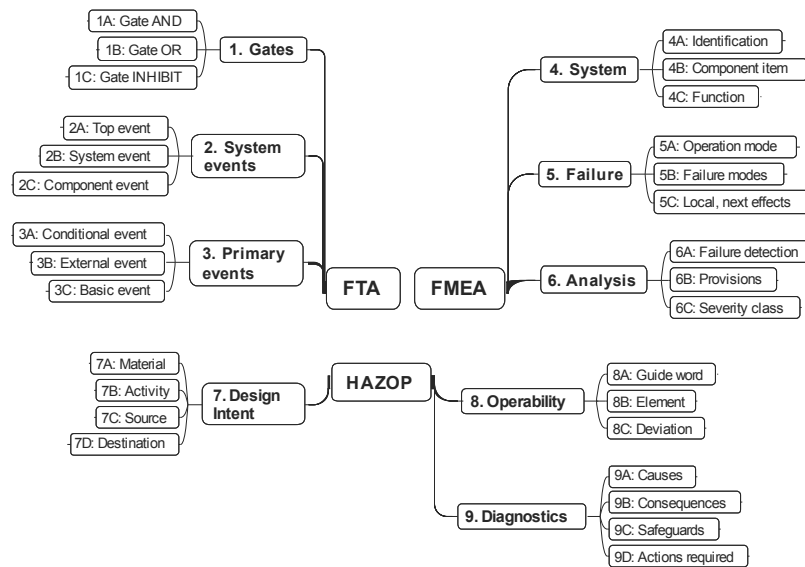 1A: Gate AND
1B: Gate OR
1C: Gate INHIBIT
1. Gates
2A: Top event
2B: System event
2C: Component event
2. System
events
3A: Conditional event
3B: External event
3C: Basic event
3. Primary
events
FTA
FMEA
4. System
4A: Identification
4B: Component item
4C: Function
5. Failure
5A: Operation mode
5B: Failure modes
5C: Local, next effects
6. Analysis
6A: Failure detection
6B: Provisions
6C: Severity class
HAZOP
7A: Material
7B: Activity
7C: Source
7D: Destination
7. Design
Intent
8. Operability
8A: Guide word
8B: Element
8C: Deviation
9. Diagnostics
9A: Causes
9B: Consequences
9C: Safeguards
9D: Actions required